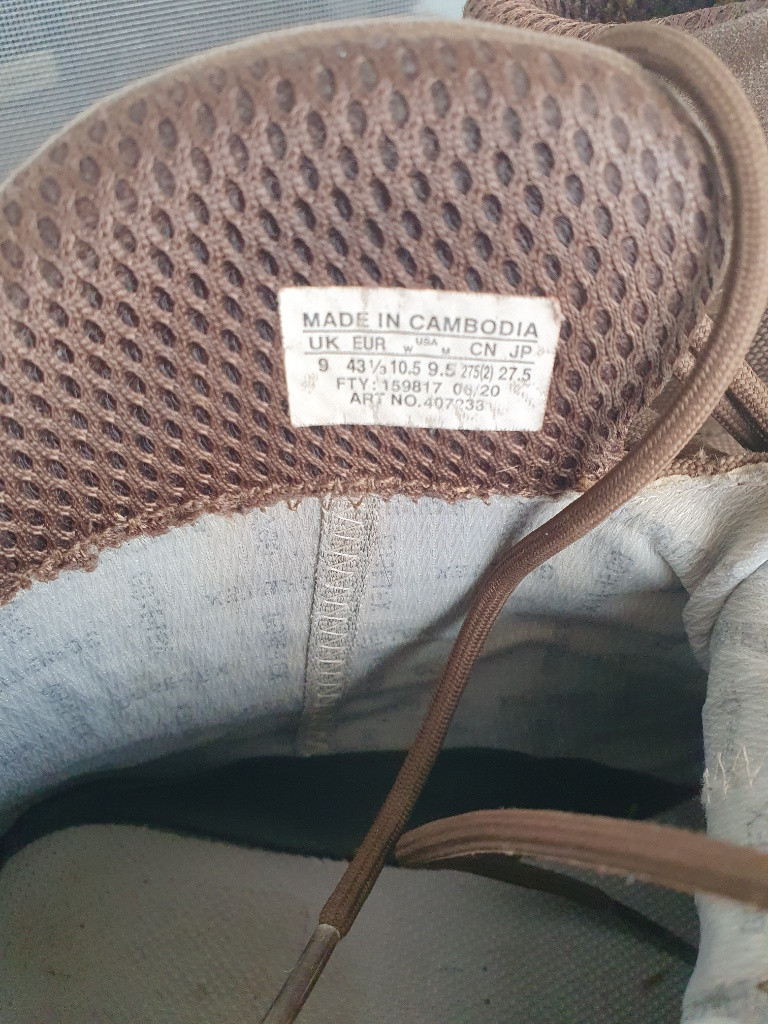 MADE IN CAMBODIA
UK EUR W USA M CN JP
9 43⅓ 10.5 9.5 275(2) 27.5
FTY: 159817 06/20
ART NO. 407233